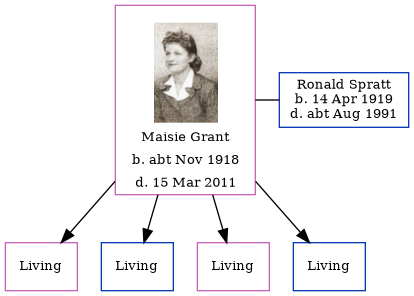 Maisie Grant
b. abt Nov 1918
d. 15 Mar 2011
Ronald Spratt
b. 14 Apr 1919
d. abt Aug 1991
Living
Living
Living
Living